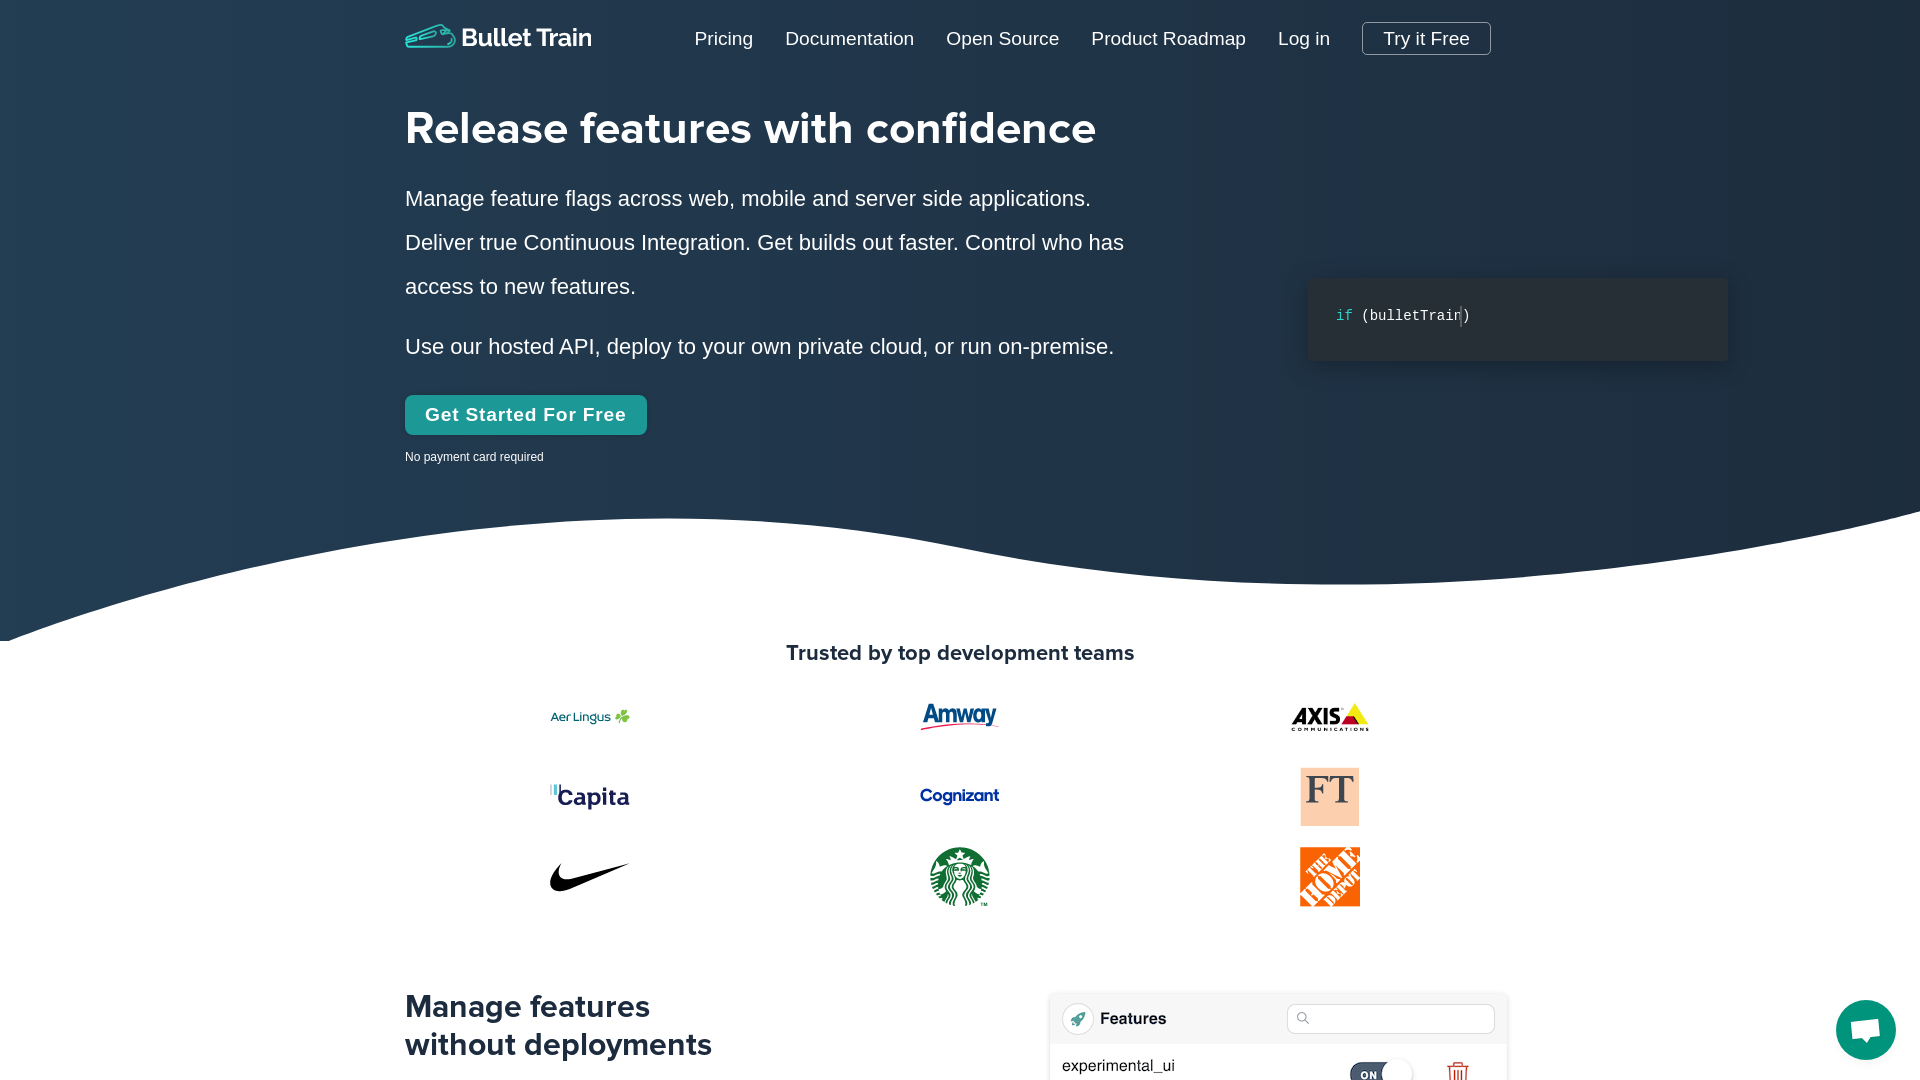 Bullet Train
Pricing
Documentation
Open Source
Product Roadmap
Log in
Try it Free
Release features with confidence
Manage feature flags across web, mobile and server side applications.
Deliver true Continuous Integration. Get builds out faster. Control who has
access to new features.
Use our hosted API, deploy to your own private cloud, or run on-premise.
if (bulletTrain)
Get Started For Free
No payment card required
Trusted by top development teams
Aer Lingus
Amway
AXIS
COMMUNICATIONS
Capita
Cognizant
FT
TM
THE
HOME
DEPOT
Manage features
without deployments
Features
experimental_ui
ON